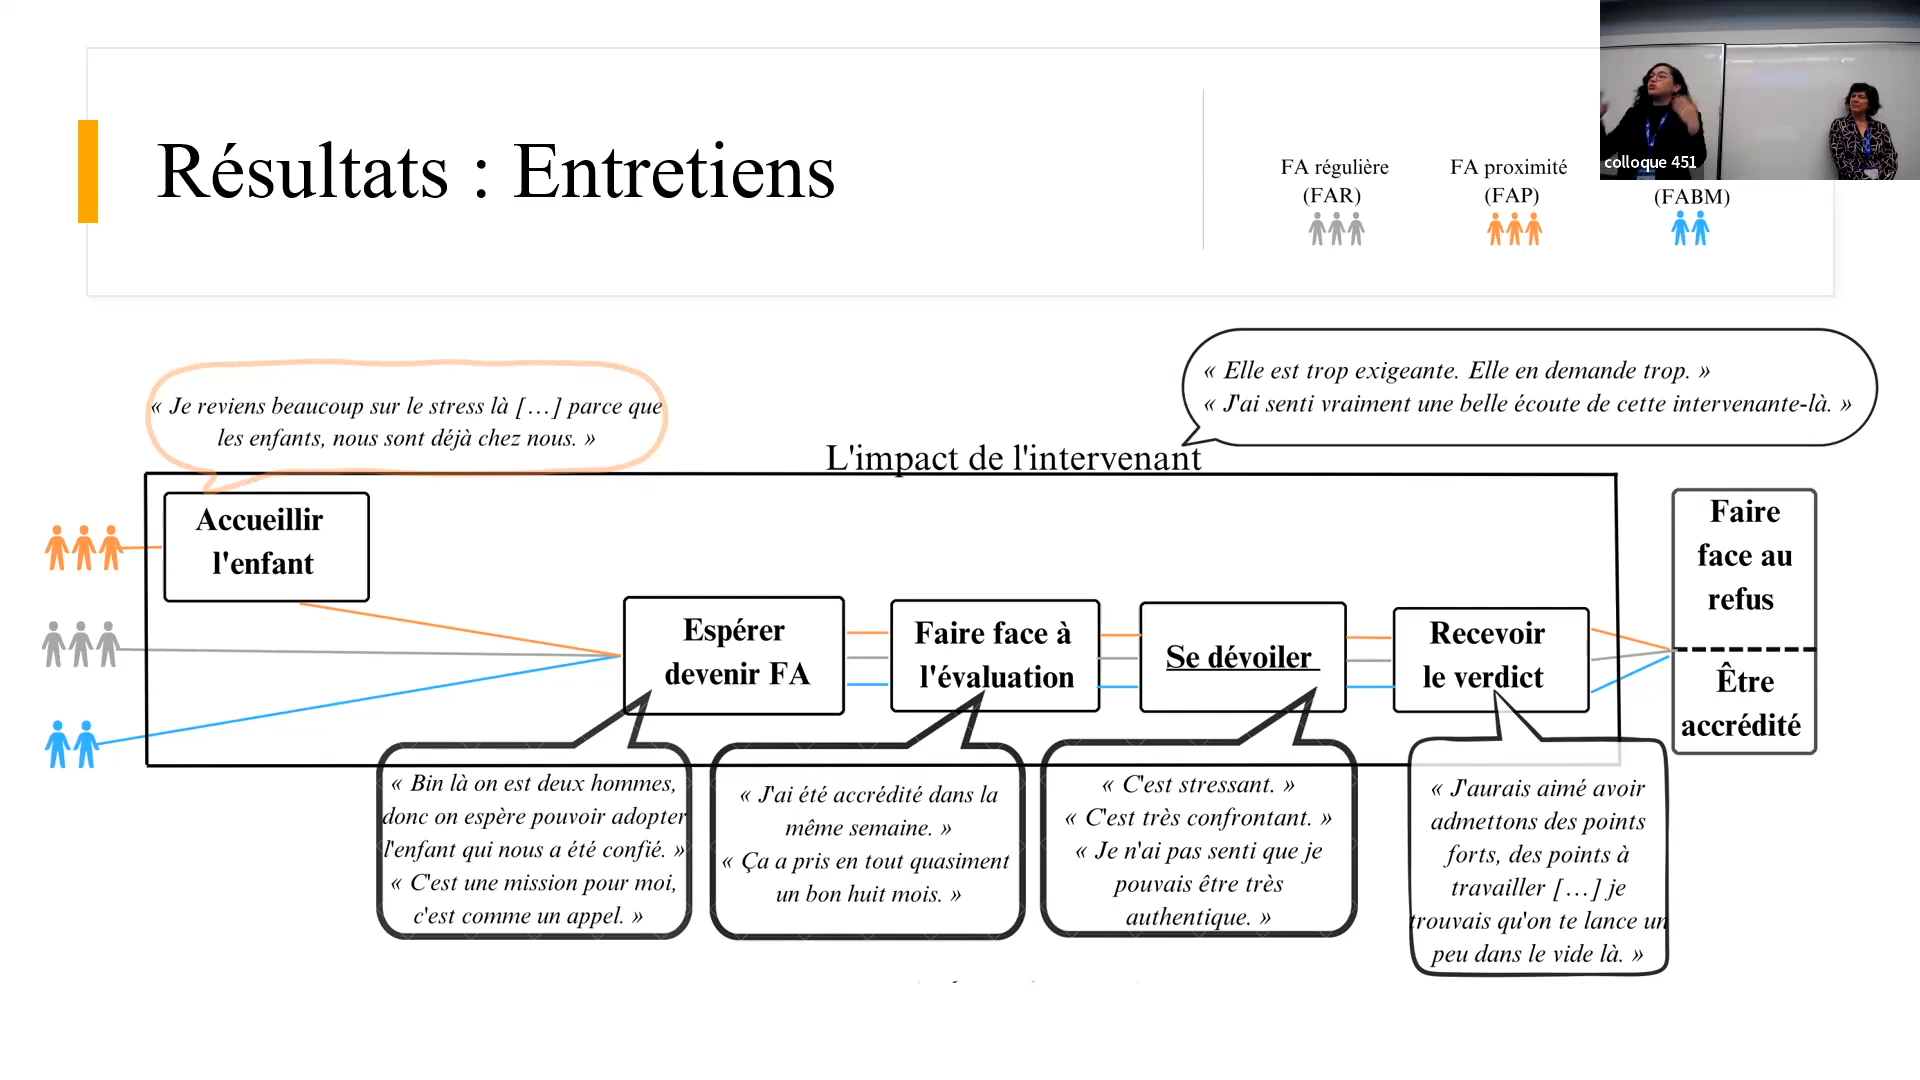 Résultats : Entretiens
FA régulière
(FAR)
FA proximité
(FAP)
(FABM)
colloque 451
« Je reviens beaucoup sur le stress là […] parce que
les enfants, nous sont déjà chez nous. »
« Elle est trop exigeante. Elle en demande trop. »
« J'ai senti vraiment une belle écoute de cette intervenante-là. »
L'impact de l'intervenant
Accueillir
l'enfant
Espérer
devenir FA
Faire face à
l'évaluation
Se dévoiler
Recevoir
le verdict
Faire
face au
refus
Être
accrédité
« Bin là on est deux hommes,
donc on espère pouvoir adopter
l'enfant qui nous a été confié. »
« C'est une mission pour moi,
c'est comme un appel. »
« J'ai été accrédité dans la
même semaine. »
« Ça a pris en tout quasiment
un bon huit mois. »
« C'est stressant. »
« C'est très confrontant. »
« Je n'ai pas senti que je
pouvais être très
authentique. »
« J'aurais aimé avoir
admettons des points
forts, des points à
travailler […] je
trouvais qu'on te lance un
peu dans le vide là. »